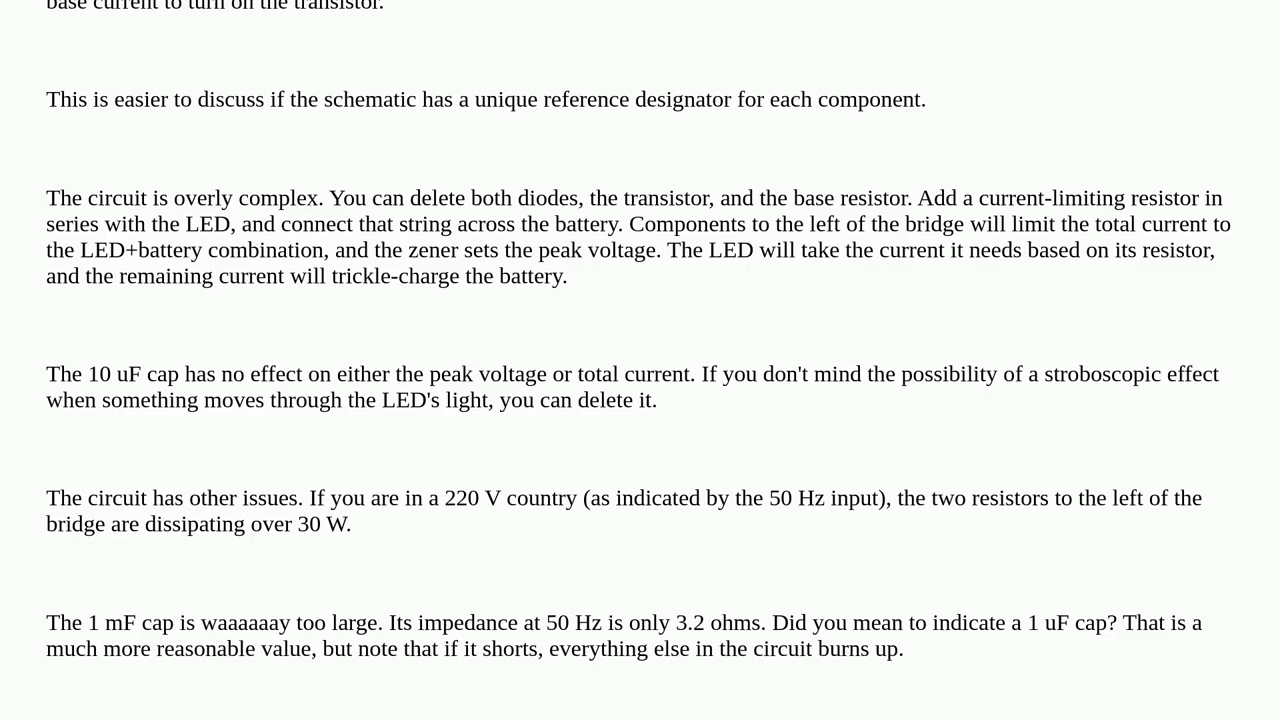 base current to turn on the transistor.
This is easier to discuss if the schematic has a unique reference designator for each component.
The circuit is overly complex. You can delete both diodes, the transistor, and the base resistor. Add a current-limiting resistor in
series with the LED, and connect that string across the battery. Components to the left of the bridge will limit the total current to
the LED+battery combination, and the zener sets the peak voltage. The LED will take the current it needs based on its resistor,
and the remaining current will trickle-charge the battery.
The 10 uF cap has no effect on either the peak voltage or total current. If you don't mind the possibility of a stroboscopic effect
when something moves through the LED's light, you can delete it.
The circuit has other issues. If you are in a 220 V country (as indicated by the 50 Hz input), the two resistors to the left of the
bridge are dissipating over 30 W.
The 1 mF cap is waaaaaay too large. Its impedance at 50 Hz is only 3.2 ohms. Did you mean to indicate a 1 uF cap? That is a
much more reasonable value, but note that if it shorts, everything else in the circuit burns up.